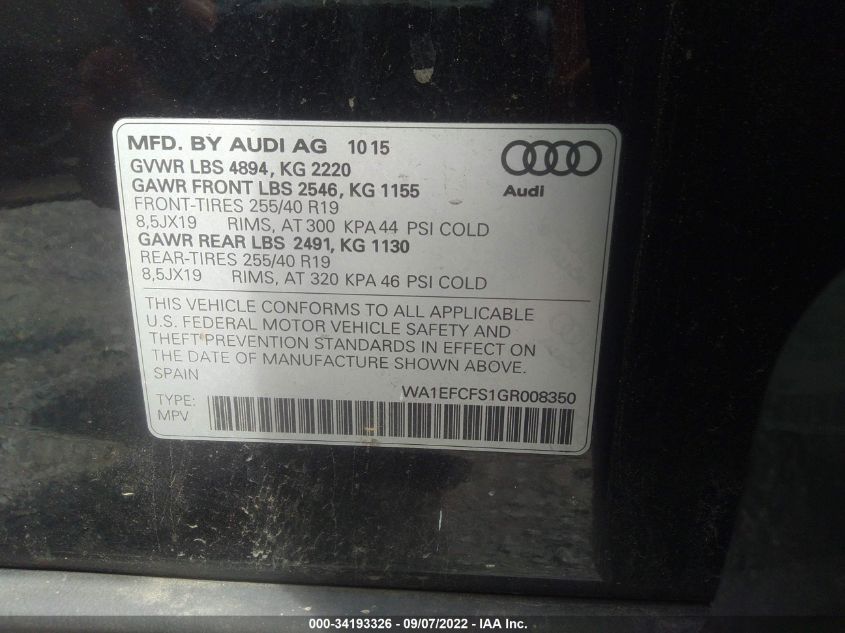 MFD. BY AUDI AG 10 15
GVWR LBS 4894, KG 2220
GAWR FRONT LBS 2546, KG 1155
FRONT-TIRES 255/40 R19
8,5JX19 RIMS, AT 300 KPA 44 PSI COLD
GAWR REAR LBS 2491, KG 1130
REAR-TIRES 255/40 R19
8,5JX19 RIMS, AT 320 KPA 46 PSI COLD
Audi
THIS VEHICLE CONFORMS TO ALL APPLICABLE
U.S. FEDERAL MOTOR VEHICLE SAFETY AND
THEFT PREVENTION STANDARDS IN EFFECT ON
THE DATE OF MANUFACTURE SHOWN ABOVE.
SPAIN
WA1EFCFS1GR008350
TYPE:
MPV
000-34193326 - 09/07/2022 - IAA Inc.